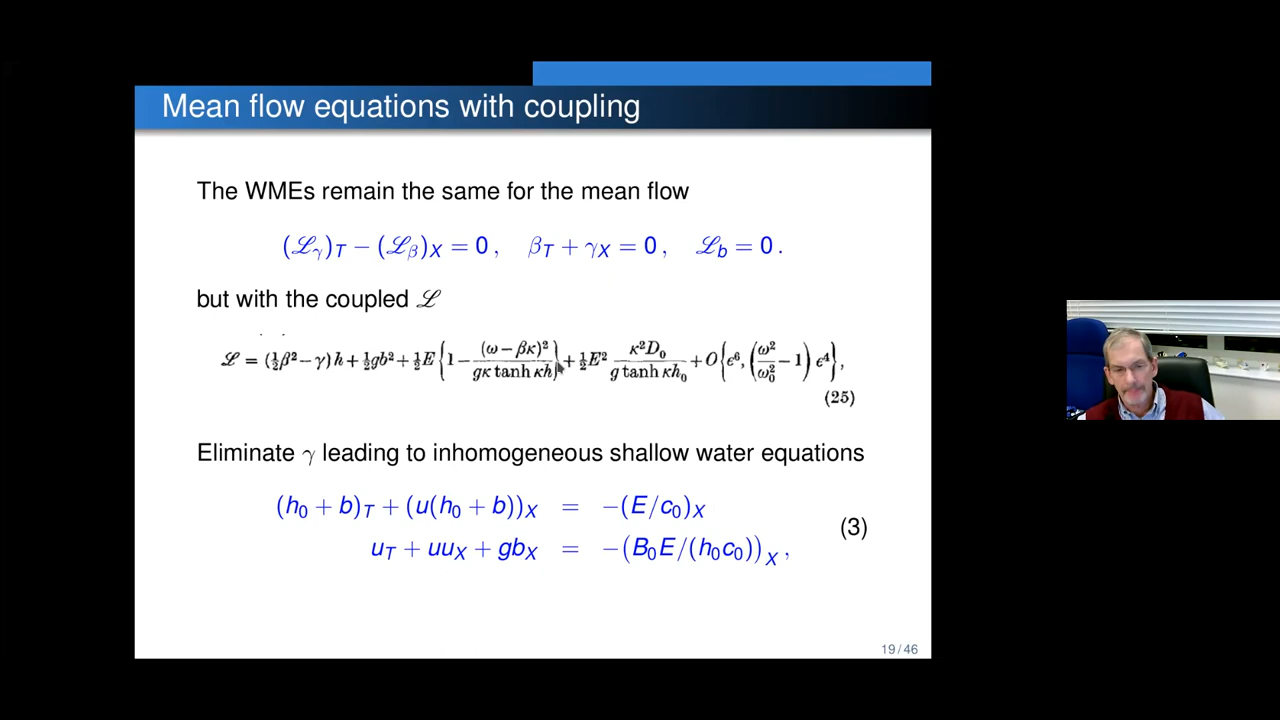 Mean flow equations with coupling
The WMEs remain the same for the mean flow
(ℒ_γ)_T − (ℒ_β)_X = 0 ,   β_T + γ_X = 0 ,   ℒ_b = 0 .
but with the coupled ℒ
ℒ = (½β² − γ) h + ½gb² + ½E {1 − (ω − βκ)² / (gκ tanh κh)} + ½E² κ²D₀ / (g tanh κh₀) + O{ϵ⁶, (ω²/ω₀² − 1) ϵ⁴},
(25)
Eliminate γ leading to inhomogeneous shallow water equations
(h₀ + b)_T + (u(h₀ + b))_X = −(E/c₀)_X
(3)
u_T + uu_X + gb_X = −(B₀E/(h₀c₀))_X ,
19 / 46